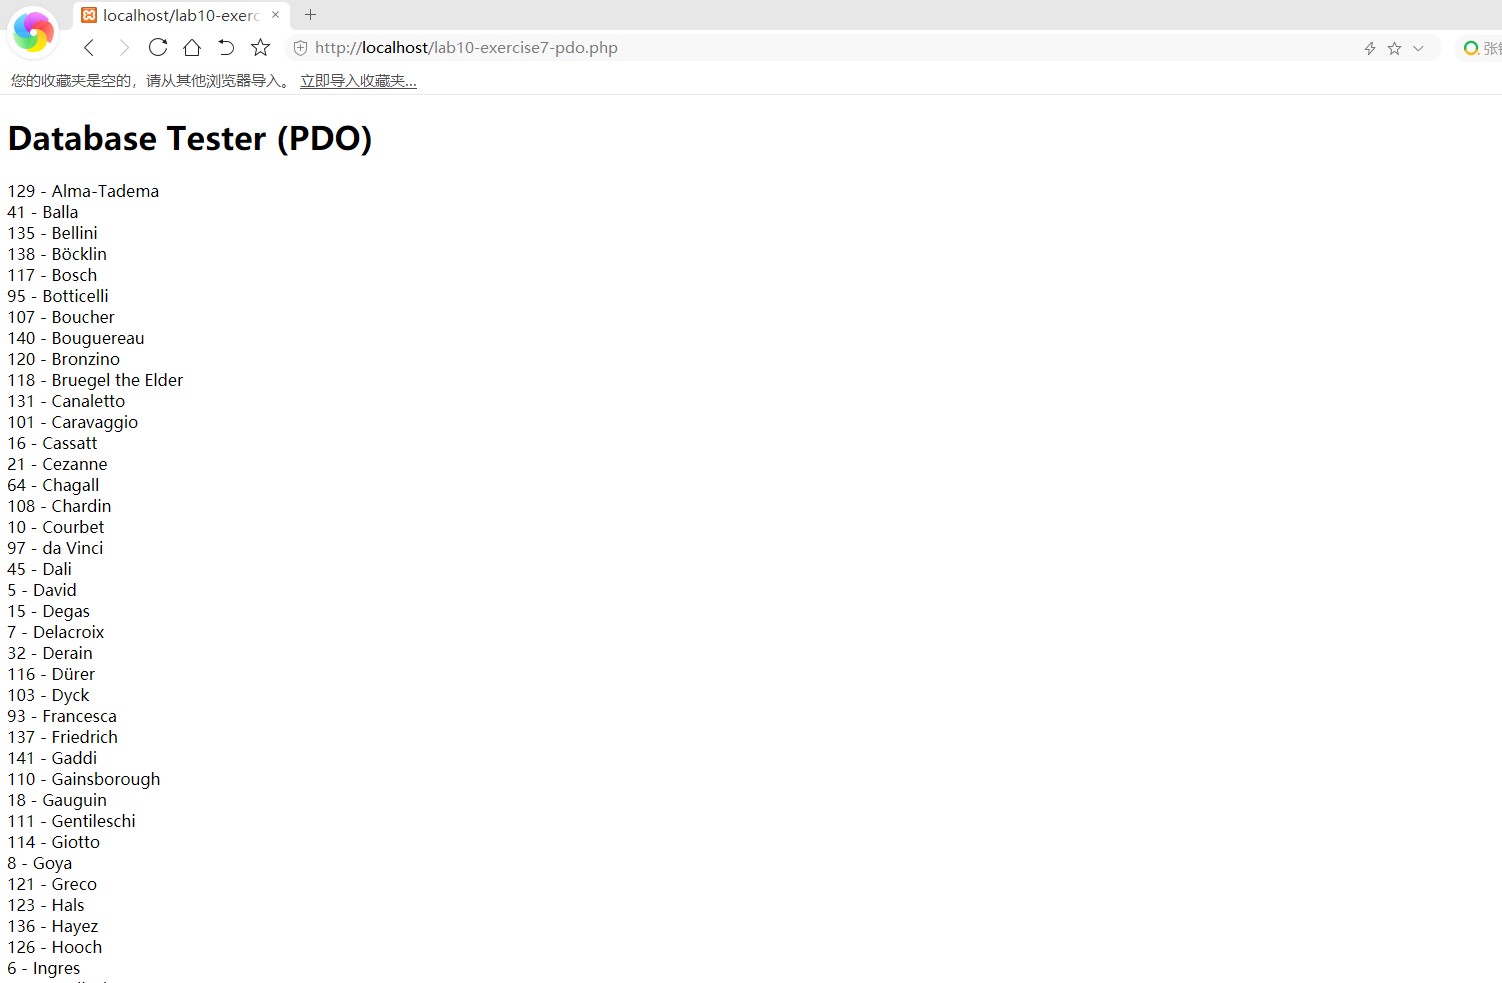 localhost/lab10-exerc
http://localhost/lab10-exercise7-pdo.php
您的收藏夹是空的，请从其他浏览器导入。 立即导入收藏夹...
Database Tester (PDO)
129 - Alma-Tadema
41 - Balla
135 - Bellini
138 - Böcklin
117 - Bosch
95 - Botticelli
107 - Boucher
140 - Bouguereau
120 - Bronzino
118 - Bruegel the Elder
131 - Canaletto
101 - Caravaggio
16 - Cassatt
21 - Cezanne
64 - Chagall
108 - Chardin
10 - Courbet
97 - da Vinci
45 - Dali
5 - David
15 - Degas
7 - Delacroix
32 - Derain
116 - Dürer
103 - Dyck
93 - Francesca
137 - Friedrich
141 - Gaddi
110 - Gainsborough
18 - Gauguin
111 - Gentileschi
114 - Giotto
8 - Goya
121 - Greco
123 - Hals
136 - Hayez
126 - Hooch
6 - Ingres